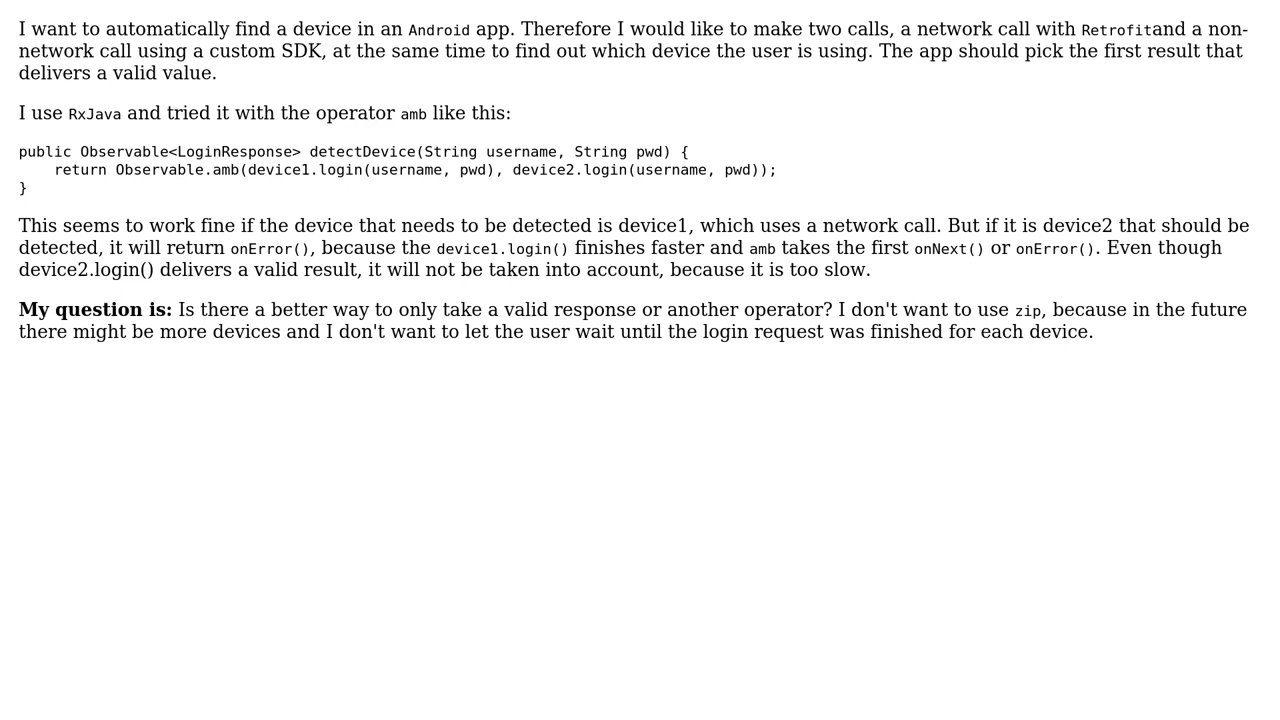 I want to automatically find a device in an Android app. Therefore I would like to make two calls, a network call with Retrofitand a non-
network call using a custom SDK, at the same time to find out which device the user is using. The app should pick the first result that
delivers a valid value.
I use RxJava and tried it with the operator amb like this:
public Observable<LoginResponse> detectDevice(String username, String pwd) {
    return Observable.amb(device1.login(username, pwd), device2.login(username, pwd));
}
This seems to work fine if the device that needs to be detected is device1, which uses a network call. But if it is device2 that should be
detected, it will return onError(), because the device1.login() finishes faster and amb takes the first onNext() or onError(). Even though
device2.login() delivers a valid result, it will not be taken into account, because it is too slow.
My question is: Is there a better way to only take a valid response or another operator? I don't want to use zip, because in the future
there might be more devices and I don't want to let the user wait until the login request was finished for each device.